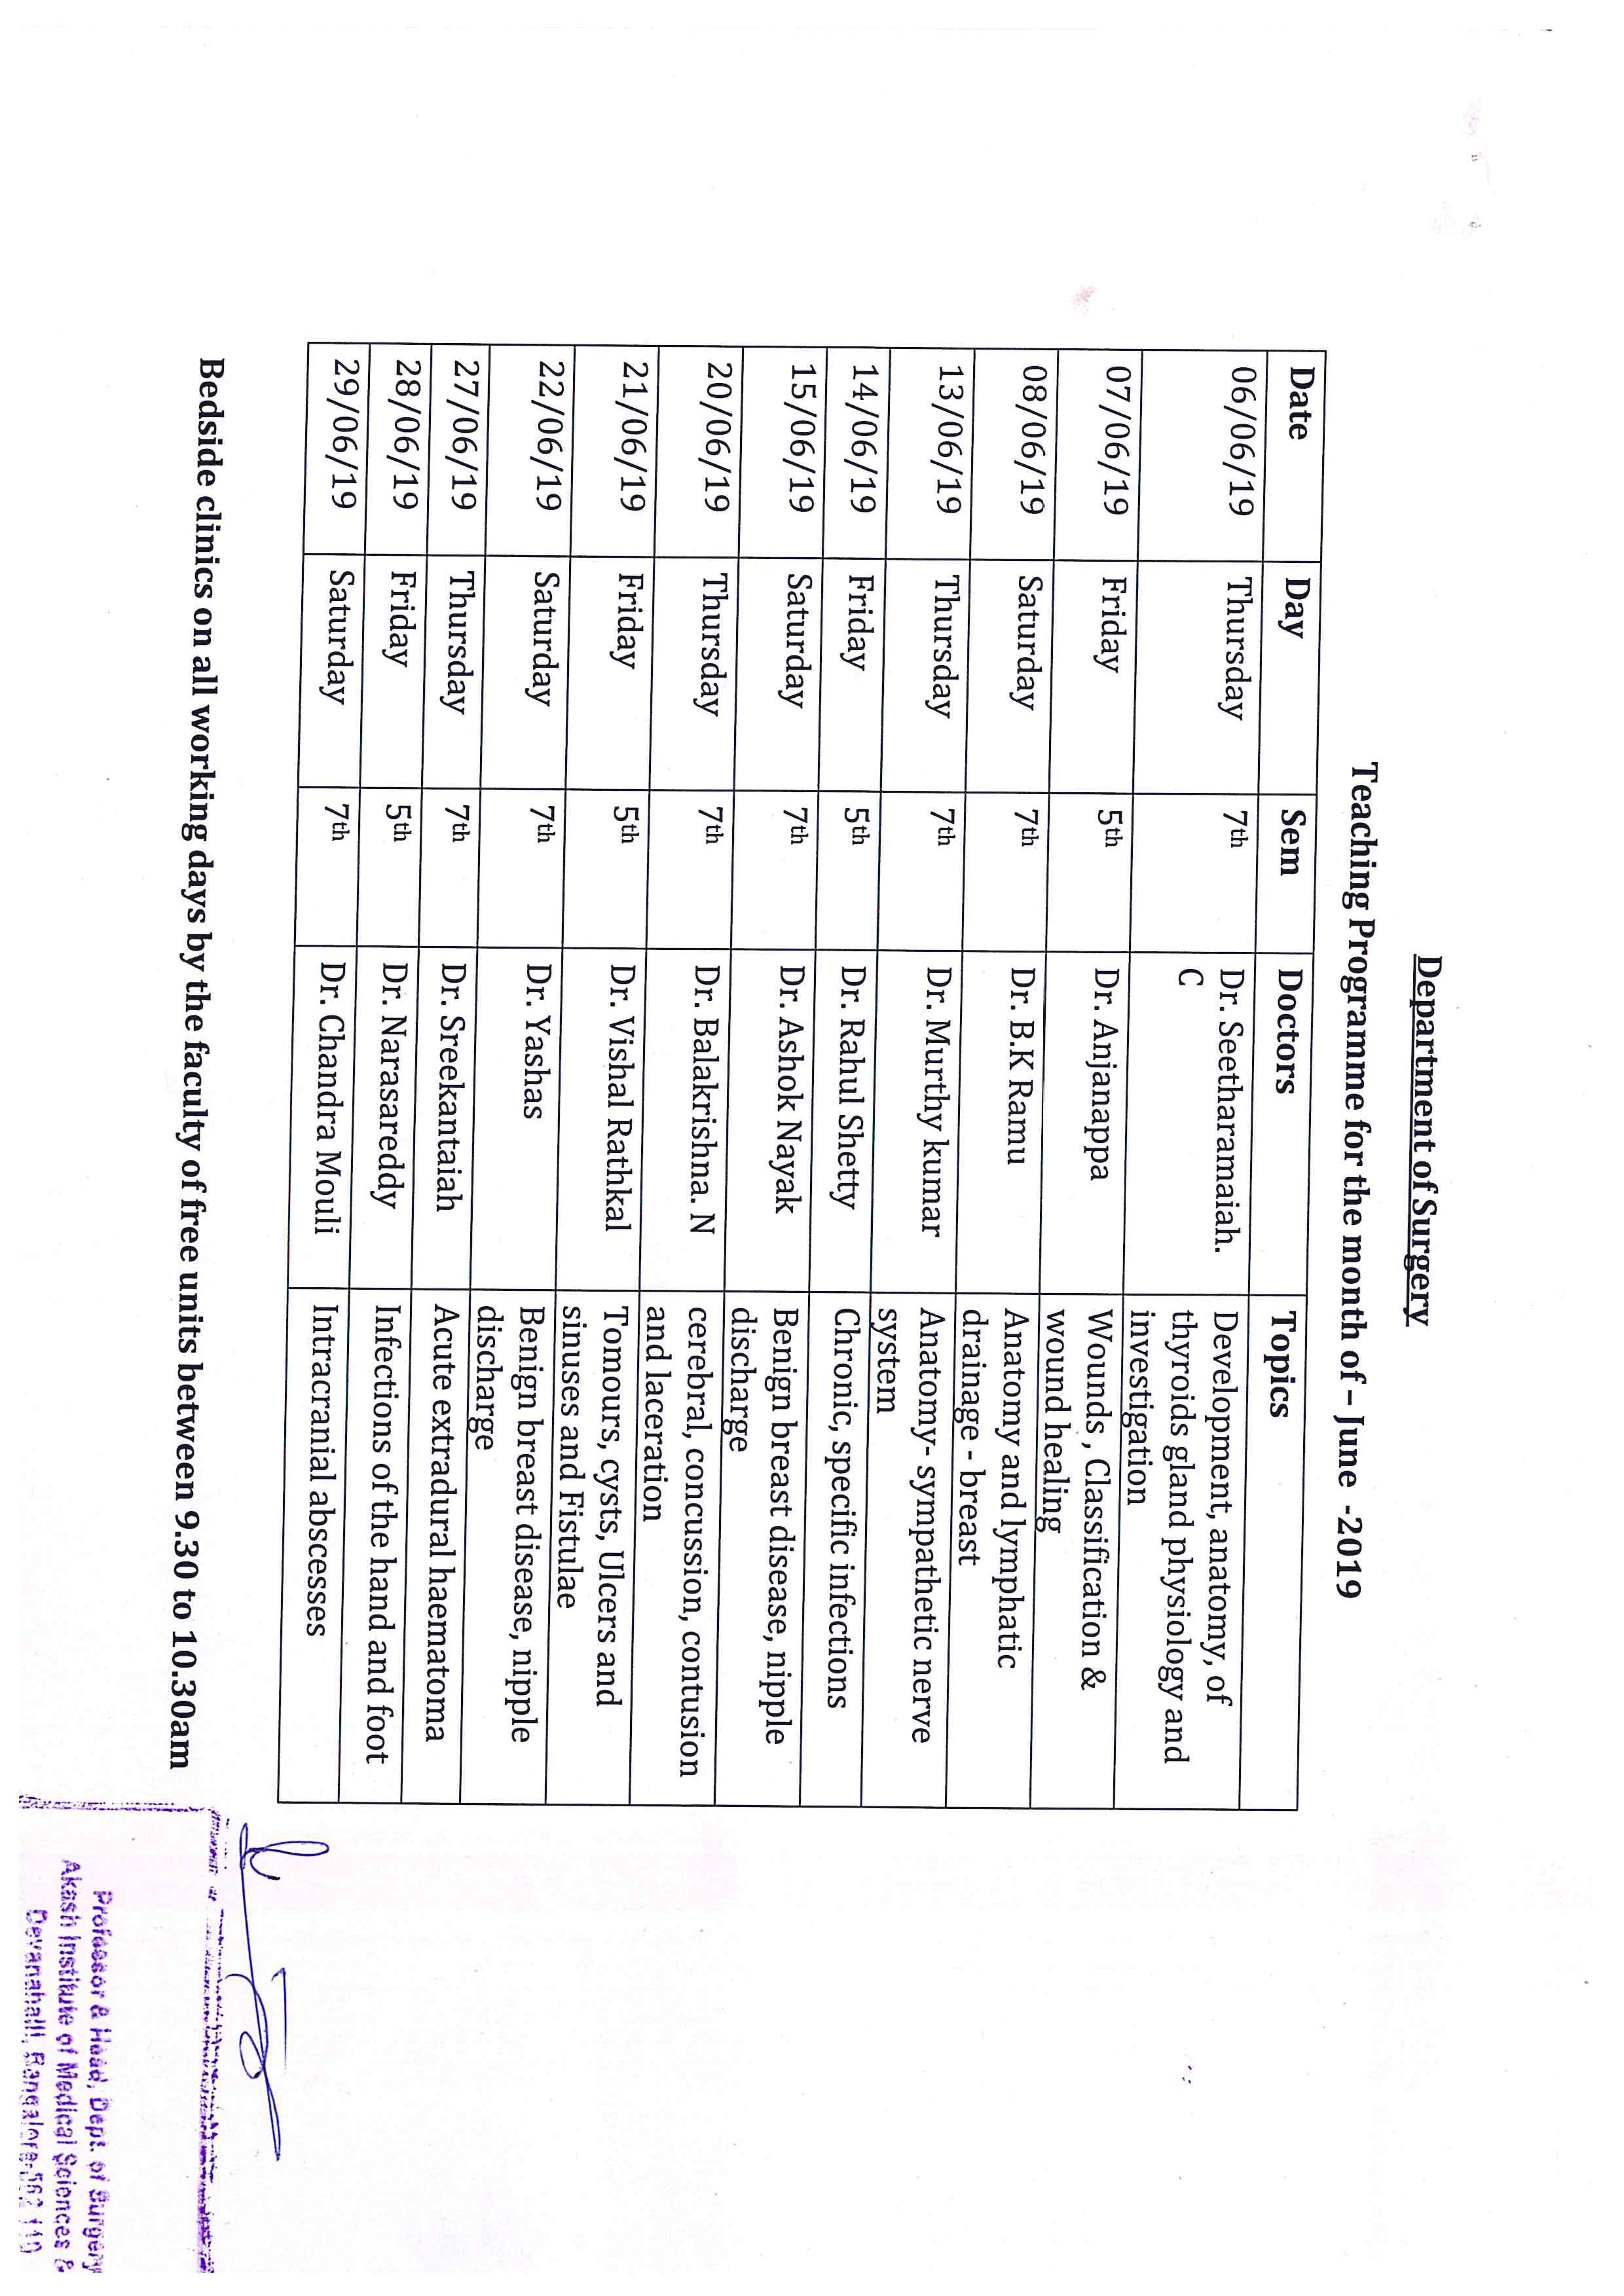 Department of Surgery
Teaching Programme for the month of – June -2019
Date Day Sem Doctors Topics
06/06/19 Thursday 7th Dr. Seetharamaiah. Development, anatomy, of
C thyroids gland physiology and
investigation
07/06/19 Friday 5th Dr. Anjanappa Wounds , Classification &
wound healing
08/06/19 Saturday 7th Dr. B.K Ramu Anatomy and lymphatic
drainage - breast
13/06/19 Thursday 7th Dr. Murthy kumar Anatomy- sympathetic nerve
system
14/06/19 Friday 5th Dr. Rahul Shetty Chronic, specific infections
15/06/19 Saturday 7th Dr. Ashok Nayak Benign breast disease, nipple
discharge
20/06/19 Thursday 7th Dr. Balakrishna. N cerebral, concussion, contusion
and laceration
21/06/19 Friday 5th Dr. Vishal Rathkal Tomours, cysts, Ulcers and
sinuses and Fistulae
22/06/19 Saturday 7th Dr. Yashas Benign breast disease, nipple
discharge
27/06/19 Thursday 7th Dr. Sreekantaiah Acute extradural haematoma
28/06/19 Friday 5th Dr. Narasareddy Infections of the hand and foot
29/06/19 Saturday 7th Dr. Chandra Mouli Intracranial abscesses
Bedside clinics on all working days by the faculty of free units between 9.30 to 10.30am
Professor & Head, Dept. of Surgery
Akash Institute of Medical Sciences &
Devanahalli, Bangalore-562 110